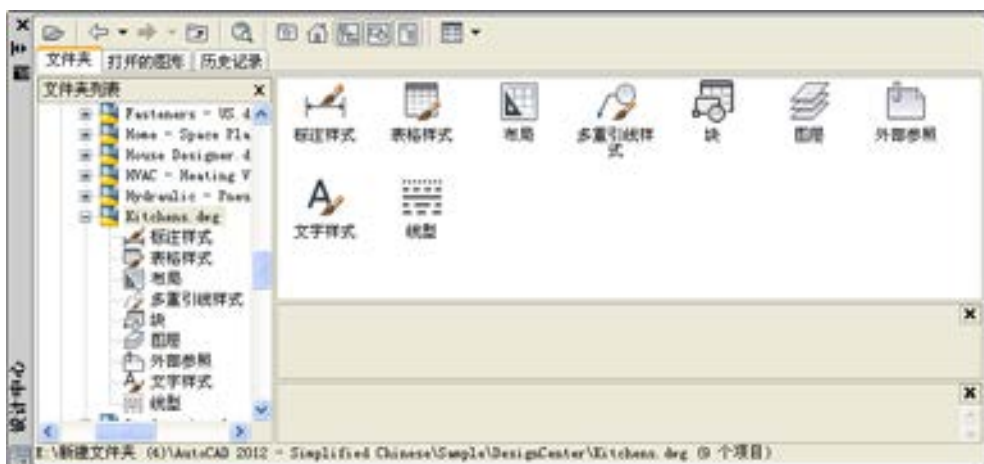 文件夹 打开的图形 历史记录
文件夹列表
Fasteners - US.d
Home - Space Pla
House Designer.d
HVAC - Heating V
Hydraulic - Pneu
Kitchens.dwg
标注样式
表格样式
布局
多重引线样式
块
图层
外部参照
文字样式
线型
标注样式 表格样式 布局 多重引线样式 块 图层 外部参照
文字样式 线型
设计中心
E:\新建文件夹 (4)\AutoCAD 2012 - Simplified Chinese\Sample\DesignCenter\Kitchens.dwg (9 个项目)